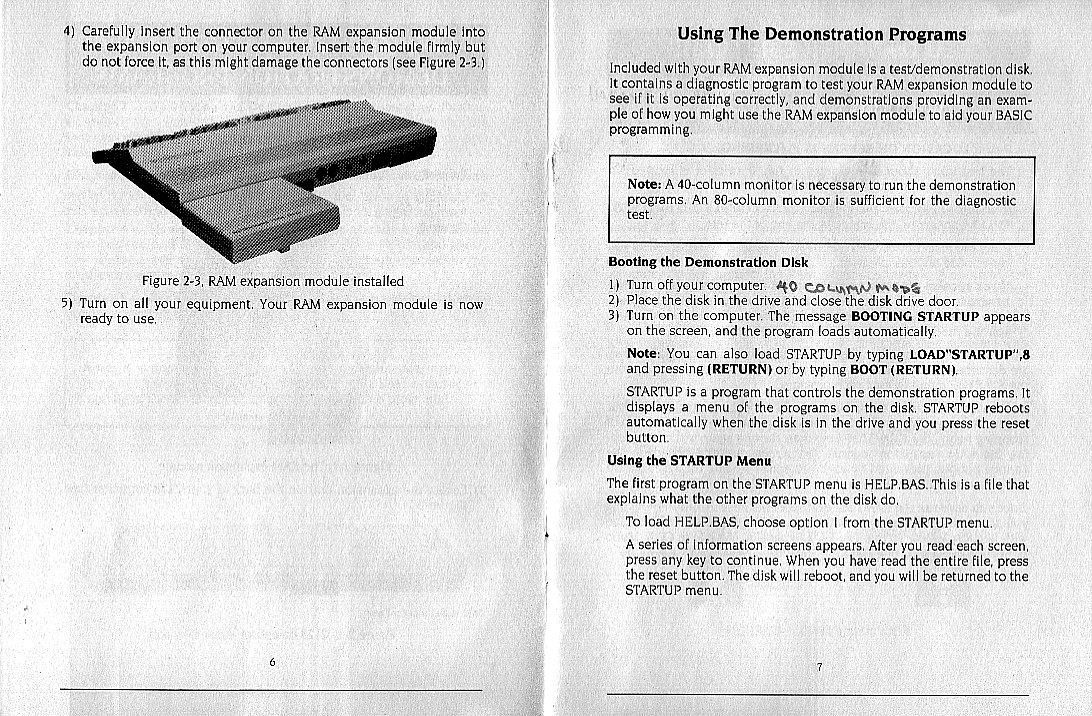 4) Carefully insert the connector on the RAM expansion module into
the expansion port on your computer. Insert the module firmly but
do not force it, as this might damage the connectors (see Figure 2-3.)
Figure 2-3, RAM expansion module installed
5) Turn on all your equipment. Your RAM expansion module is now
ready to use.
6
Using The Demonstration Programs
Included with your RAM expansion module is a test/demonstration disk.
It contains a diagnostic program to test your RAM expansion module to
see if it is operating correctly, and demonstrations providing an exam-
ple of how you might use the RAM expansion module to aid your BASIC
programming.
Note: A 40-column monitor is necessary to run the demonstration
programs. An 80-column monitor is sufficient for the diagnostic
test.
Booting the Demonstration Disk
1) Turn off your computer. 40 COLUMN MODE
2) Place the disk in the drive and close the disk drive door.
3) Turn on the computer. The message BOOTING STARTUP appears
on the screen, and the program loads automatically.
Note: You can also load STARTUP by typing LOAD"STARTUP",8
and pressing (RETURN) or by typing BOOT (RETURN).
STARTUP is a program that controls the demonstration programs. It
displays a menu of the programs on the disk. STARTUP reboots
automatically when the disk is in the drive and you press the reset
button.
Using the STARTUP Menu
The first program on the STARTUP menu is HELP.BAS. This is a file that
explains what the other programs on the disk do.
To load HELP.BAS, choose option 1 from the STARTUP menu.
A series of information screens appears. After you read each screen,
press any key to continue. When you have read the entire file, press
the reset button. The disk will reboot, and you will be returned to the
STARTUP menu.
7